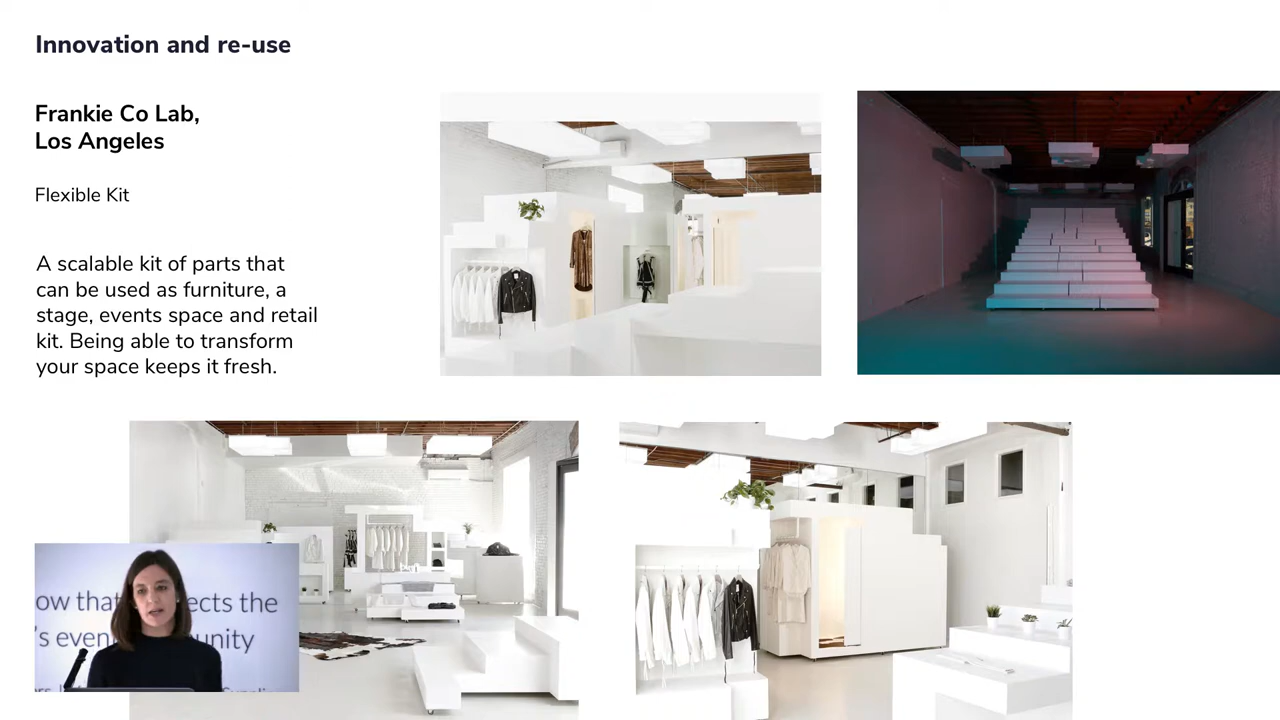 Innovation and re-use
Frankie Co Lab,
Los Angeles
Flexible Kit
A scalable kit of parts that
can be used as furniture, a
stage, events space and retail
kit. Being able to transform
your space keeps it fresh.
ow that ects the
's even unity